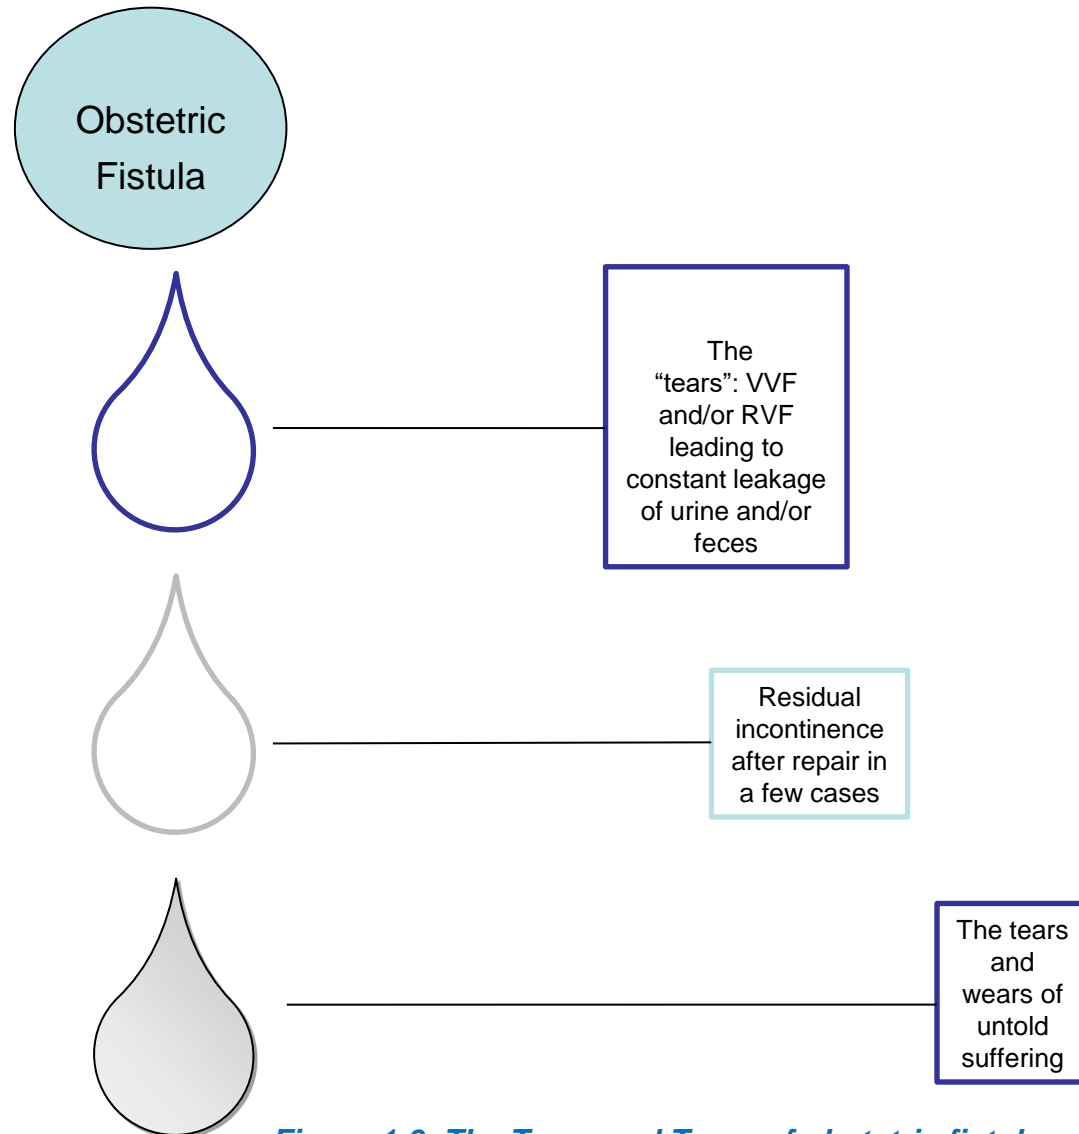 Obstetric
Fistula
The
“tears”: VVF
and/or RVF
leading to
constant leakage
of urine and/or
feces
Residual
incontinence
after repair in
a few cases
The tears
and
wears of
untold
suffering